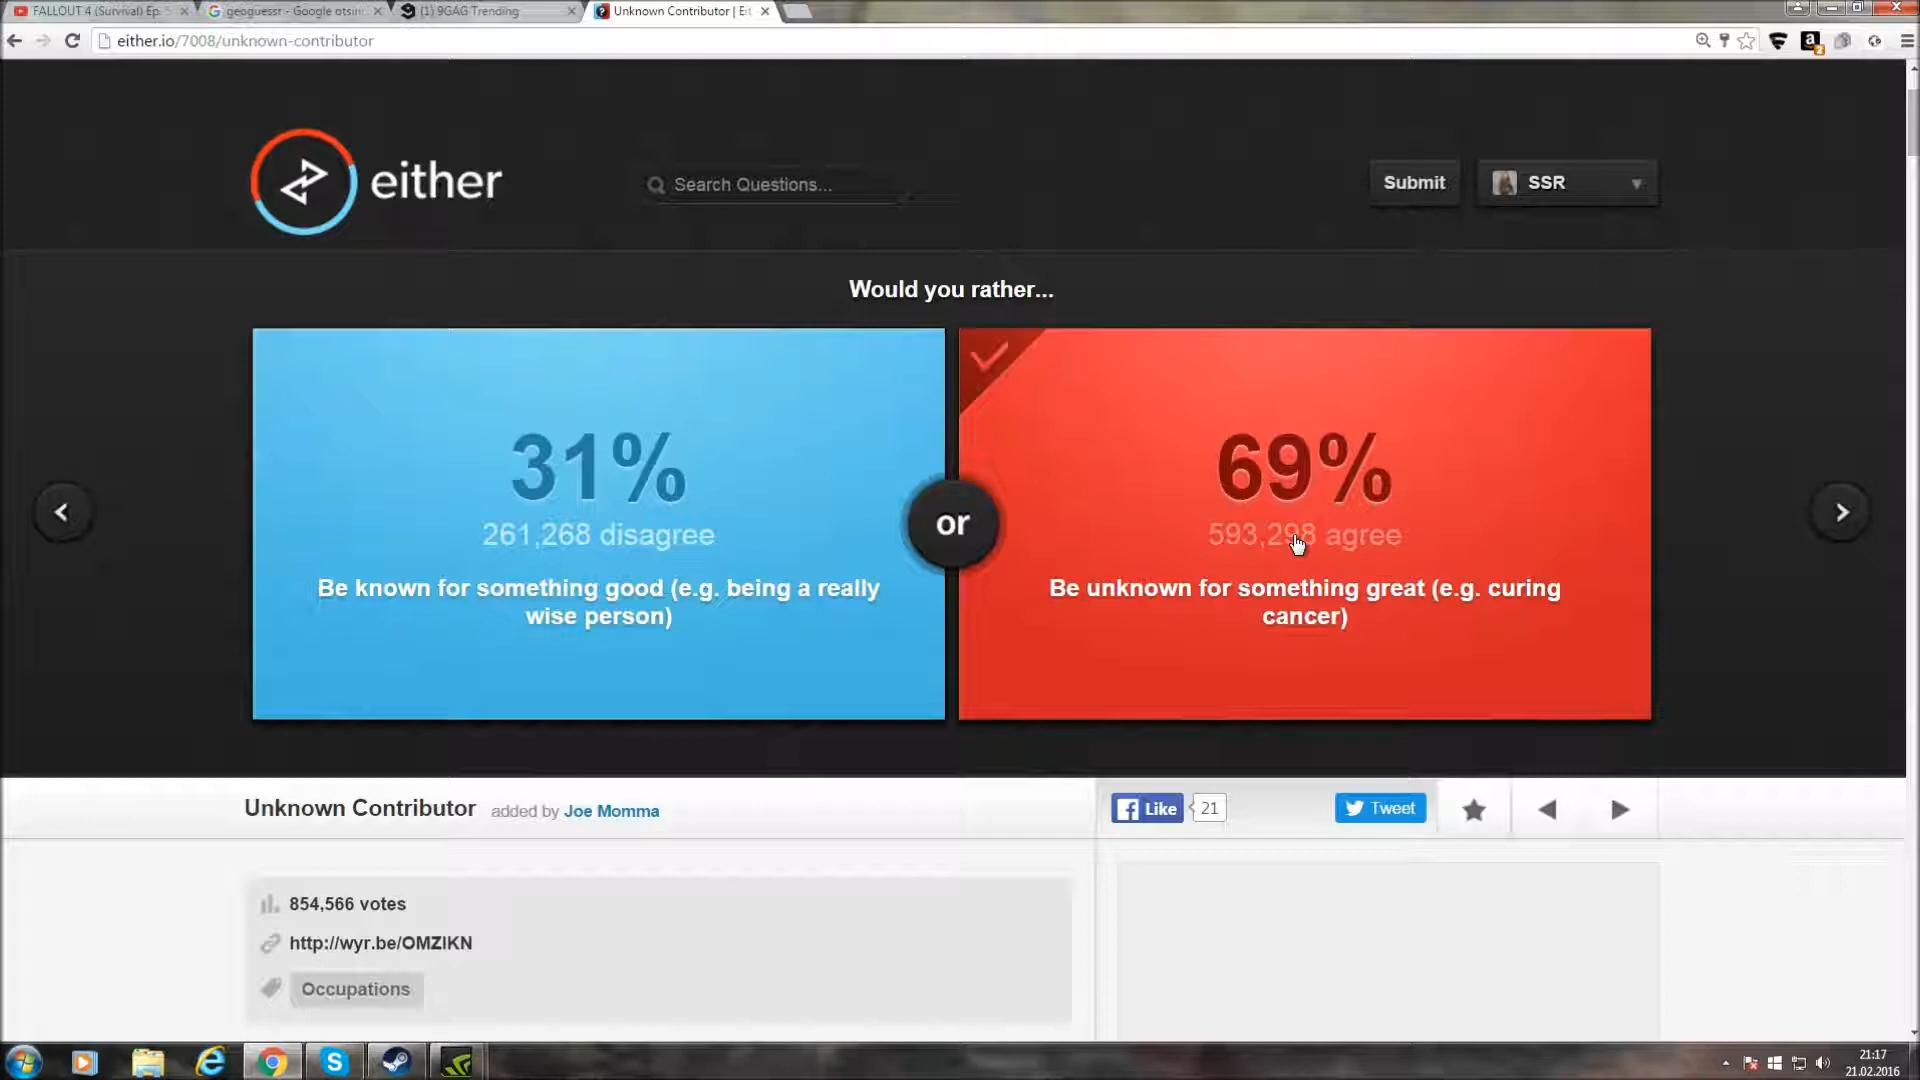 FALLOUT 4 (Survival) Ep.
geoguessr - Google otsin
(1) 9GAG Trending
Unknown Contributor | Ei
either.io/7008/unknown-contributor
either
Search Questions...
Submit
SSR
Would you rather...
31%
261,268 disagree
Be known for something good (e.g. being a really
wise person)
or
69%
593,298 agree
Be unknown for something great (e.g. curing
cancer)
Unknown Contributor added by Joe Momma
Like
21
Tweet
854,566 votes
http://wyr.be/OMZIKN
Occupations
21:17
21.02.2016